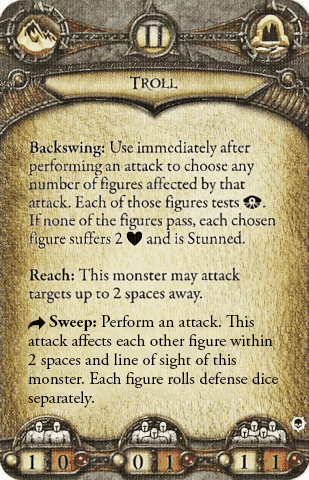 II
TROLL
Backswing: Use immediately after
performing an attack to choose any
number of figures affected by that
attack. Each of those figures tests .
If none of the figures pass, each chosen
figure suffers 2 and is Stunned.
Reach: This monster may attack
targets up to 2 spaces away.
Sweep: Perform an attack. This
attack affects each other figure within
2 spaces and line of sight of this
monster. Each figure rolls defense dice
separately.
1 0 0 1 1 1